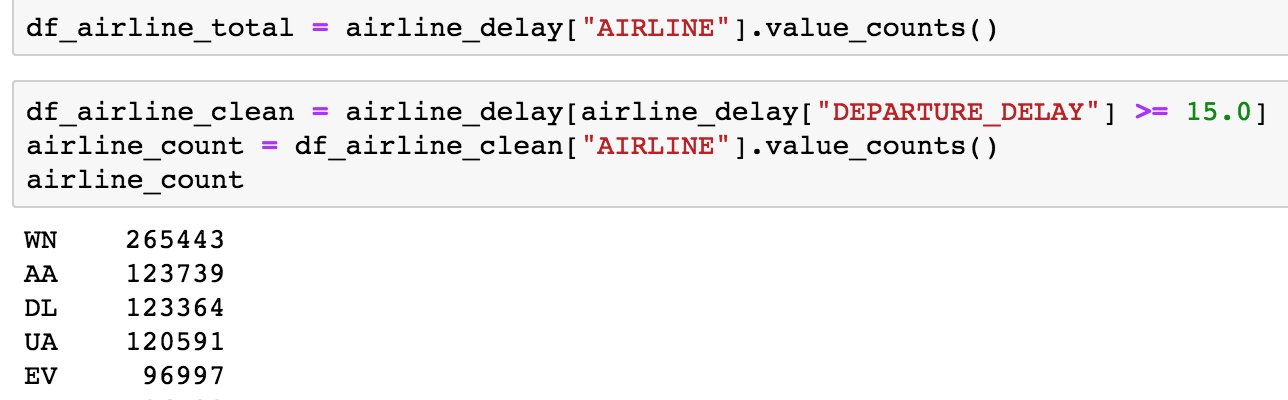 df_airline_total = airline_delay["AIRLINE"].value_counts()
df_airline_clean = airline_delay[airline_delay["DEPARTURE_DELAY"] >= 15.0]
airline_count = df_airline_clean["AIRLINE"].value_counts()
airline_count
WN    265443
AA    123739
DL    123364
UA    120591
EV     96997